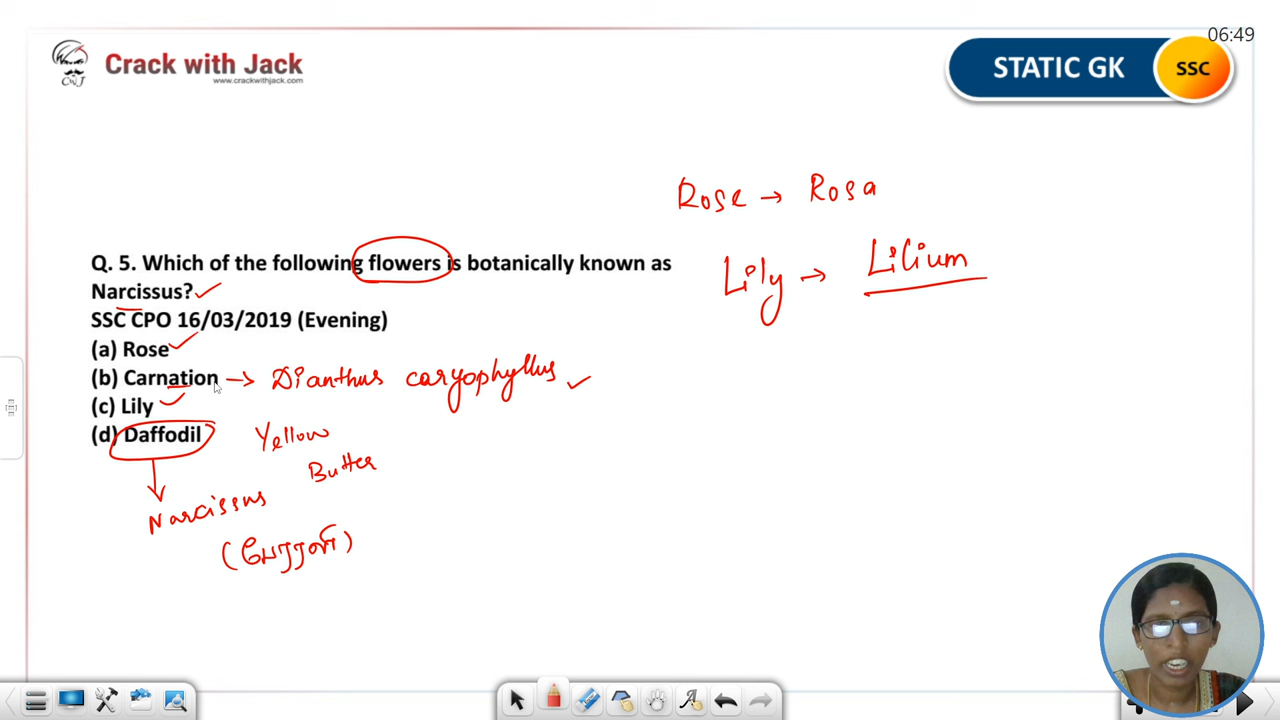 06:49
Crack with Jack
www.crackwithjack.com
CwJ
STATIC GK
SSC
Rose → Rosa
Lily → Lilium
Q. 5. Which of the following flowers is botanically known as
Narcissus?
SSC CPO 16/03/2019 (Evening)
(a) Rose
(b) Carnation → Dianthus caryophyllus
(c) Lily
(d) Daffodil
Yellow
Butter
Narcissus